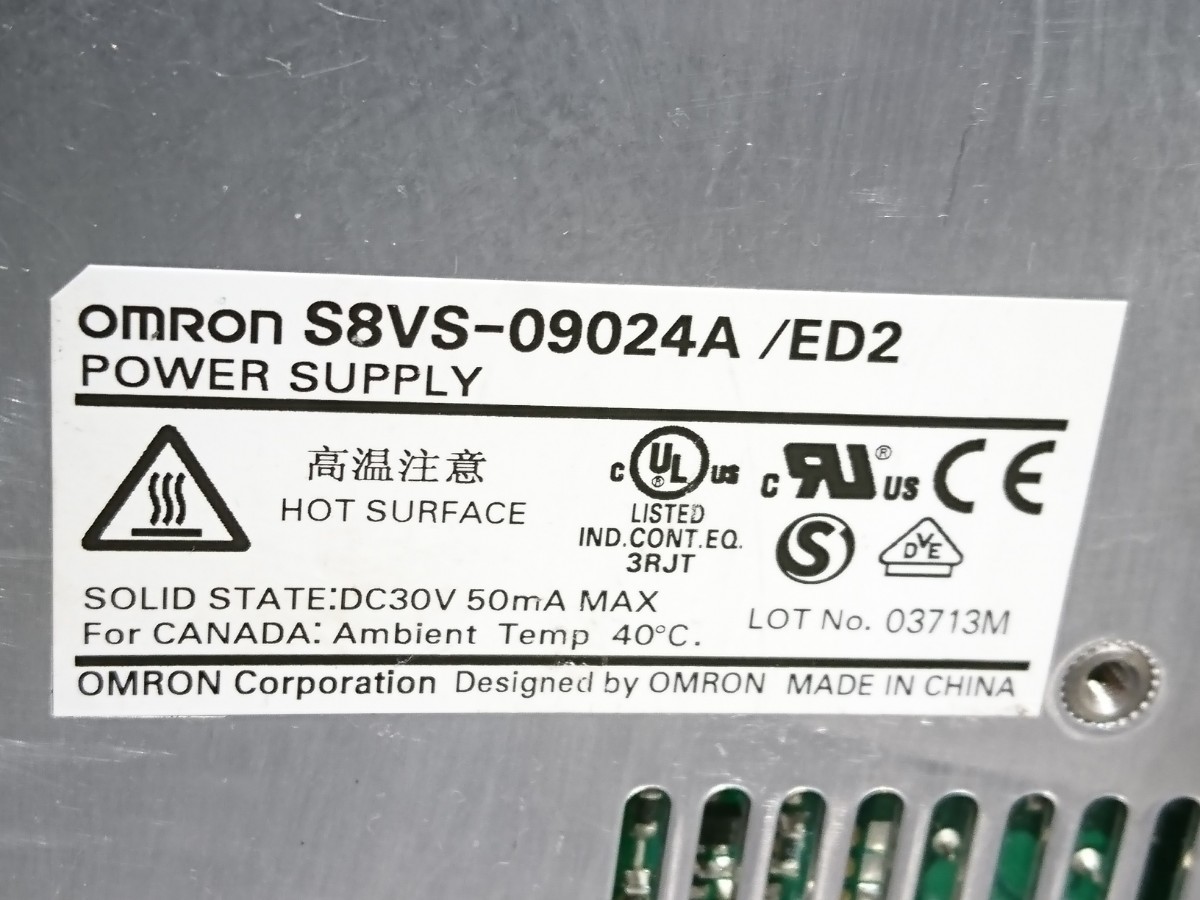 omron S8VS-09024A /ED2
POWER SUPPLY
高温注意
HOT SURFACE
C UL ® US
LISTED
IND.CONT.EQ.
3RJT
C RU ® US
CE
S
DVE
SOLID STATE:DC30V 50mA MAX
For CANADA: Ambient Temp 40°C.
LOT No. 03713M
OMRON Corporation Designed by OMRON MADE IN CHINA